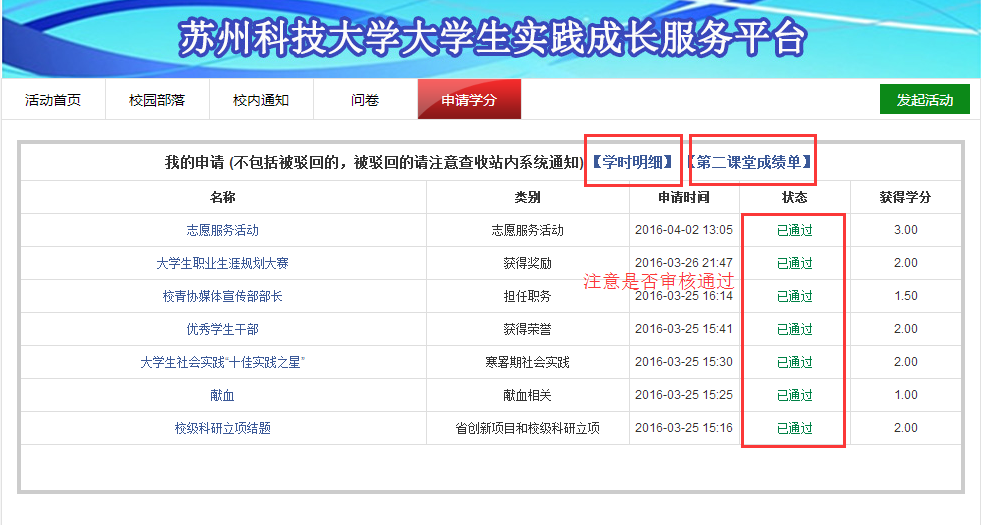 苏州科技大学大学生实践成长服务平台
活动首页 校园部落 校内通知 问卷 申请学分 发起活动
我的申请 (不包括被驳回的，被驳回的请注意查收站内系统通知)【学时明细】 【第二课堂成绩单】
名称 类别 申请时间 状态 获得学分
志愿服务活动 志愿服务活动 2016-04-02 13:05 已通过 3.00
大学生职业生涯规划大赛 获得奖励 2016-03-26 21:47 已通过 2.00
注意是否审核通过
校青协媒体宣传部部长 担任职务 2016-03-25 16:14 已通过 1.50
优秀学生干部 获得荣誉 2016-03-25 15:41 已通过 2.00
大学生社会实践“十佳实践之星” 寒暑期社会实践 2016-03-25 15:30 已通过 2.00
献血 献血相关 2016-03-25 15:25 已通过 1.00
校级科研立项结题 省创新项目和校级科研立项 2016-03-25 15:16 已通过 2.00